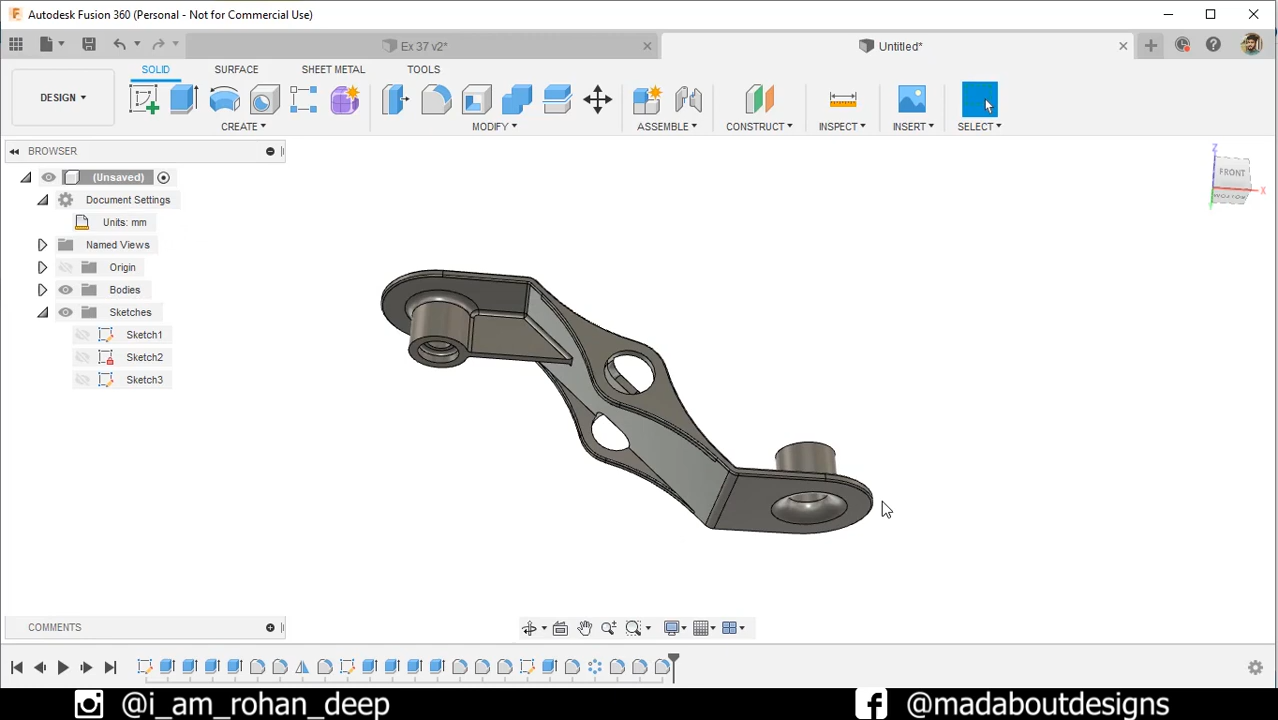 Autodesk Fusion 360 (Personal - Not for Commercial Use)
Ex 37 v2*
Untitled*
SOLID SURFACE SHEET METAL TOOLS
DESIGN
CREATE MODIFY ASSEMBLE CONSTRUCT INSPECT INSERT SELECT
BROWSER
(Unsaved)
Document Settings
Units: mm
Named Views
Origin
Bodies
Sketches
Sketch1
Sketch2
Sketch3
Z
FRONT
X
BOTTOM
Y
COMMENTS
@i_am_rohan_deep
@madaboutdesigns